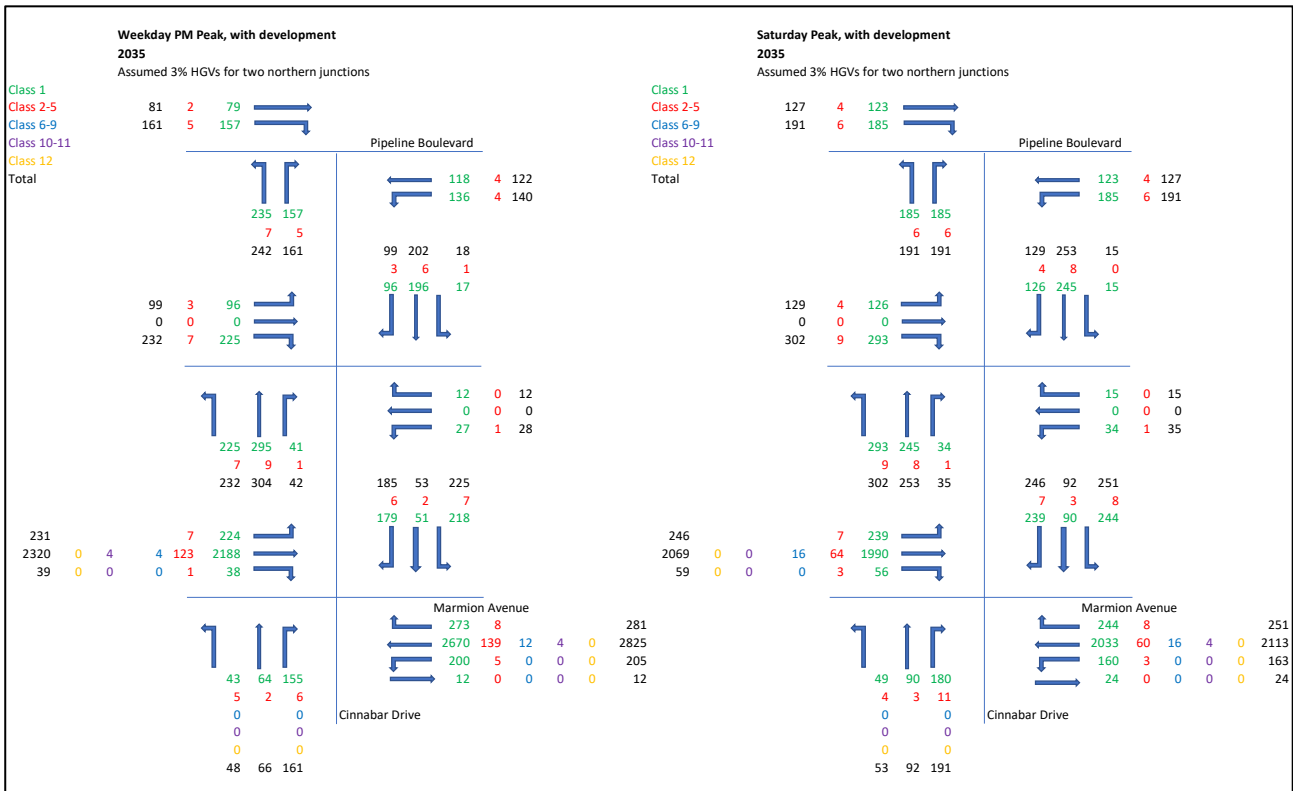 Weekday PM Peak, with development
2035
Assumed 3% HGVs for two northern junctions
Class 1
Class 2-5
Class 6-9
Class 10-11
Class 12
Total
81 2 79
161 5 157
Pipeline Boulevard
118 4 122
136 4 140
235 157
7 5
242 161
99 202 18
3 6 1
96 196 17
99 3 96
0 0 0
232 7 225
12 0 12
0 0 0
27 1 28
225 295 41
7 9 1
232 304 42
185 53 225
6 2 7
179 51 218
231 7 224
2320 0 4 4 123 2188
39 0 0 0 1 38
Marmion Avenue
273 8 281
2670 139 12 4 0 2825
200 5 0 0 0 205
12 0 0 0 0 12
43 64 155
5 2 6
0 0
0 0
0 0
48 66 161
Cinnabar Drive
Saturday Peak, with development
2035
Assumed 3% HGVs for two northern junctions
Class 1
Class 2-5
Class 6-9
Class 10-11
Class 12
Total
127 4 123
191 6 185
Pipeline Boulevard
123 4 127
185 6 191
185 185
6 6
191 191
129 253 15
4 8 0
126 245 15
129 4 126
0 0 0
302 9 293
15 0 15
0 0 0
34 1 35
293 245 34
9 8 1
302 253 35
246 92 251
7 3 8
239 90 244
246 7 239
2069 0 0 16 64 1990
59 0 0 0 3 56
Marmion Avenue
244 8 251
2033 60 16 4 0 2113
160 3 0 0 0 163
24 0 0 0 0 24
49 90 180
4 3 11
0 0
0 0
0 0
53 92 191
Cinnabar Drive